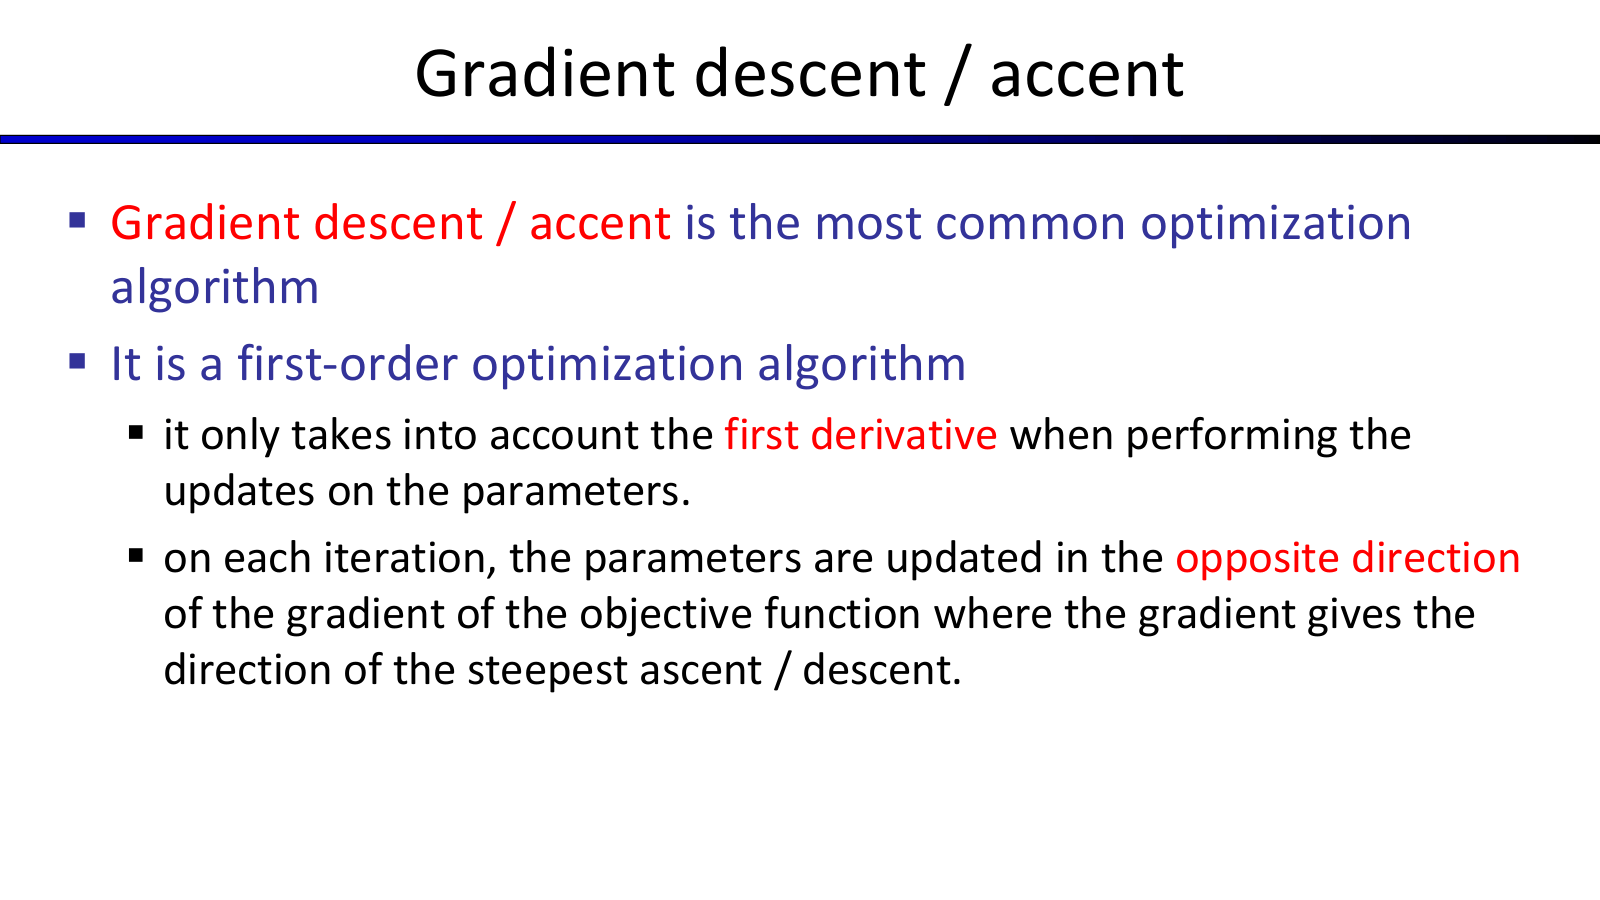 Gradient descent / accent
▪ Gradient descent / accent is the most common optimization
algorithm
▪ It is a first-order optimization algorithm
▪ it only takes into account the first derivative when performing the
updates on the parameters.
▪ on each iteration, the parameters are updated in the opposite direction
of the gradient of the objective function where the gradient gives the
direction of the steepest ascent / descent.